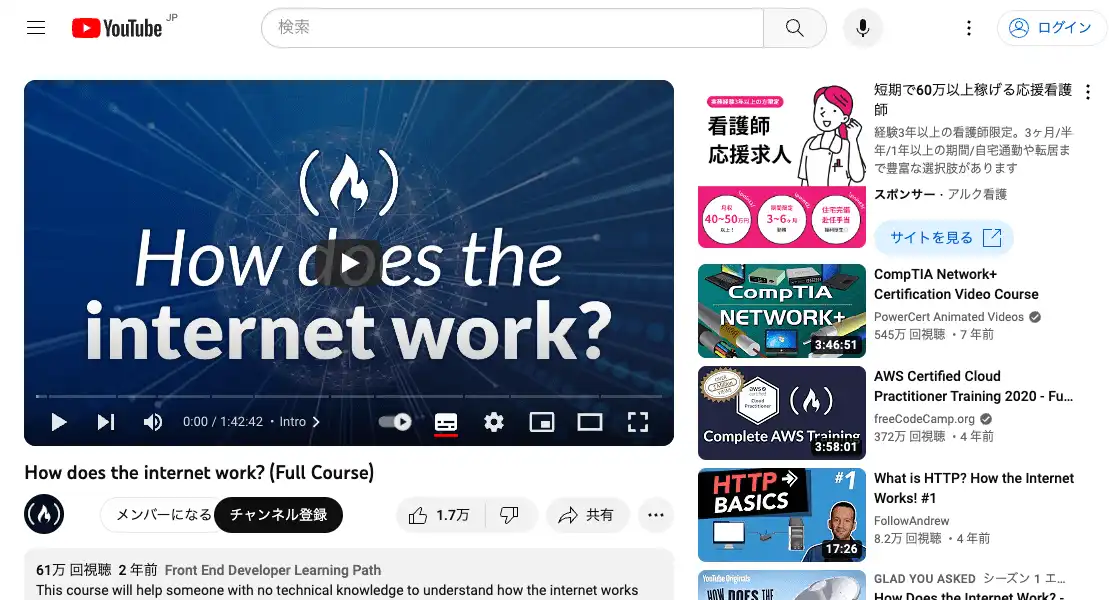 YouTube JP
検索
ログイン
How does the
internet work?
0:00 / 1:42:42 • Intro
How does the internet work? (Full Course)
メンバーになる
チャンネル登録
1.7万
共有
61万 回視聴 2 年前 Front End Developer Learning Path
This course will help someone with no technical knowledge to understand how the internet works
実務経験3年以上の方限定
看護師
応援求人
月収
40~50万円
以上！
期間限定
3~6ヶ月
勤務
住宅完備
赴任手当
短期で60万以上稼げる応援看護
師
経験3年以上の看護師限定。3ヶ月/半
年/1年以上の期間/自宅通勤や転居ま
で豊富な選択肢があります
スポンサー・アルク看護
サイトを見る
CompTIA
NETWORK+
3:46:51
CompTIA Network+
Certification Video Course
PowerCert Animated Videos
545万 回視聴 ・7 年前
aws certified
Cloud
Practitioner
Complete AWS Training
3:58:01
AWS Certified Cloud
Practitioner Training 2020 - Fu...
freeCodeCamp.org
372万 回視聴 ・4 年前
HTTP
BASICS
#1
17:26
What is HTTP? How the Internet
Works! #1
FollowAndrew
8.2万 回視聴 ・4 年前
YouTube Originals
HOW DOES THE
GLAD YOU ASKED シーズン 1 エ...
How Does the Internet Work? -